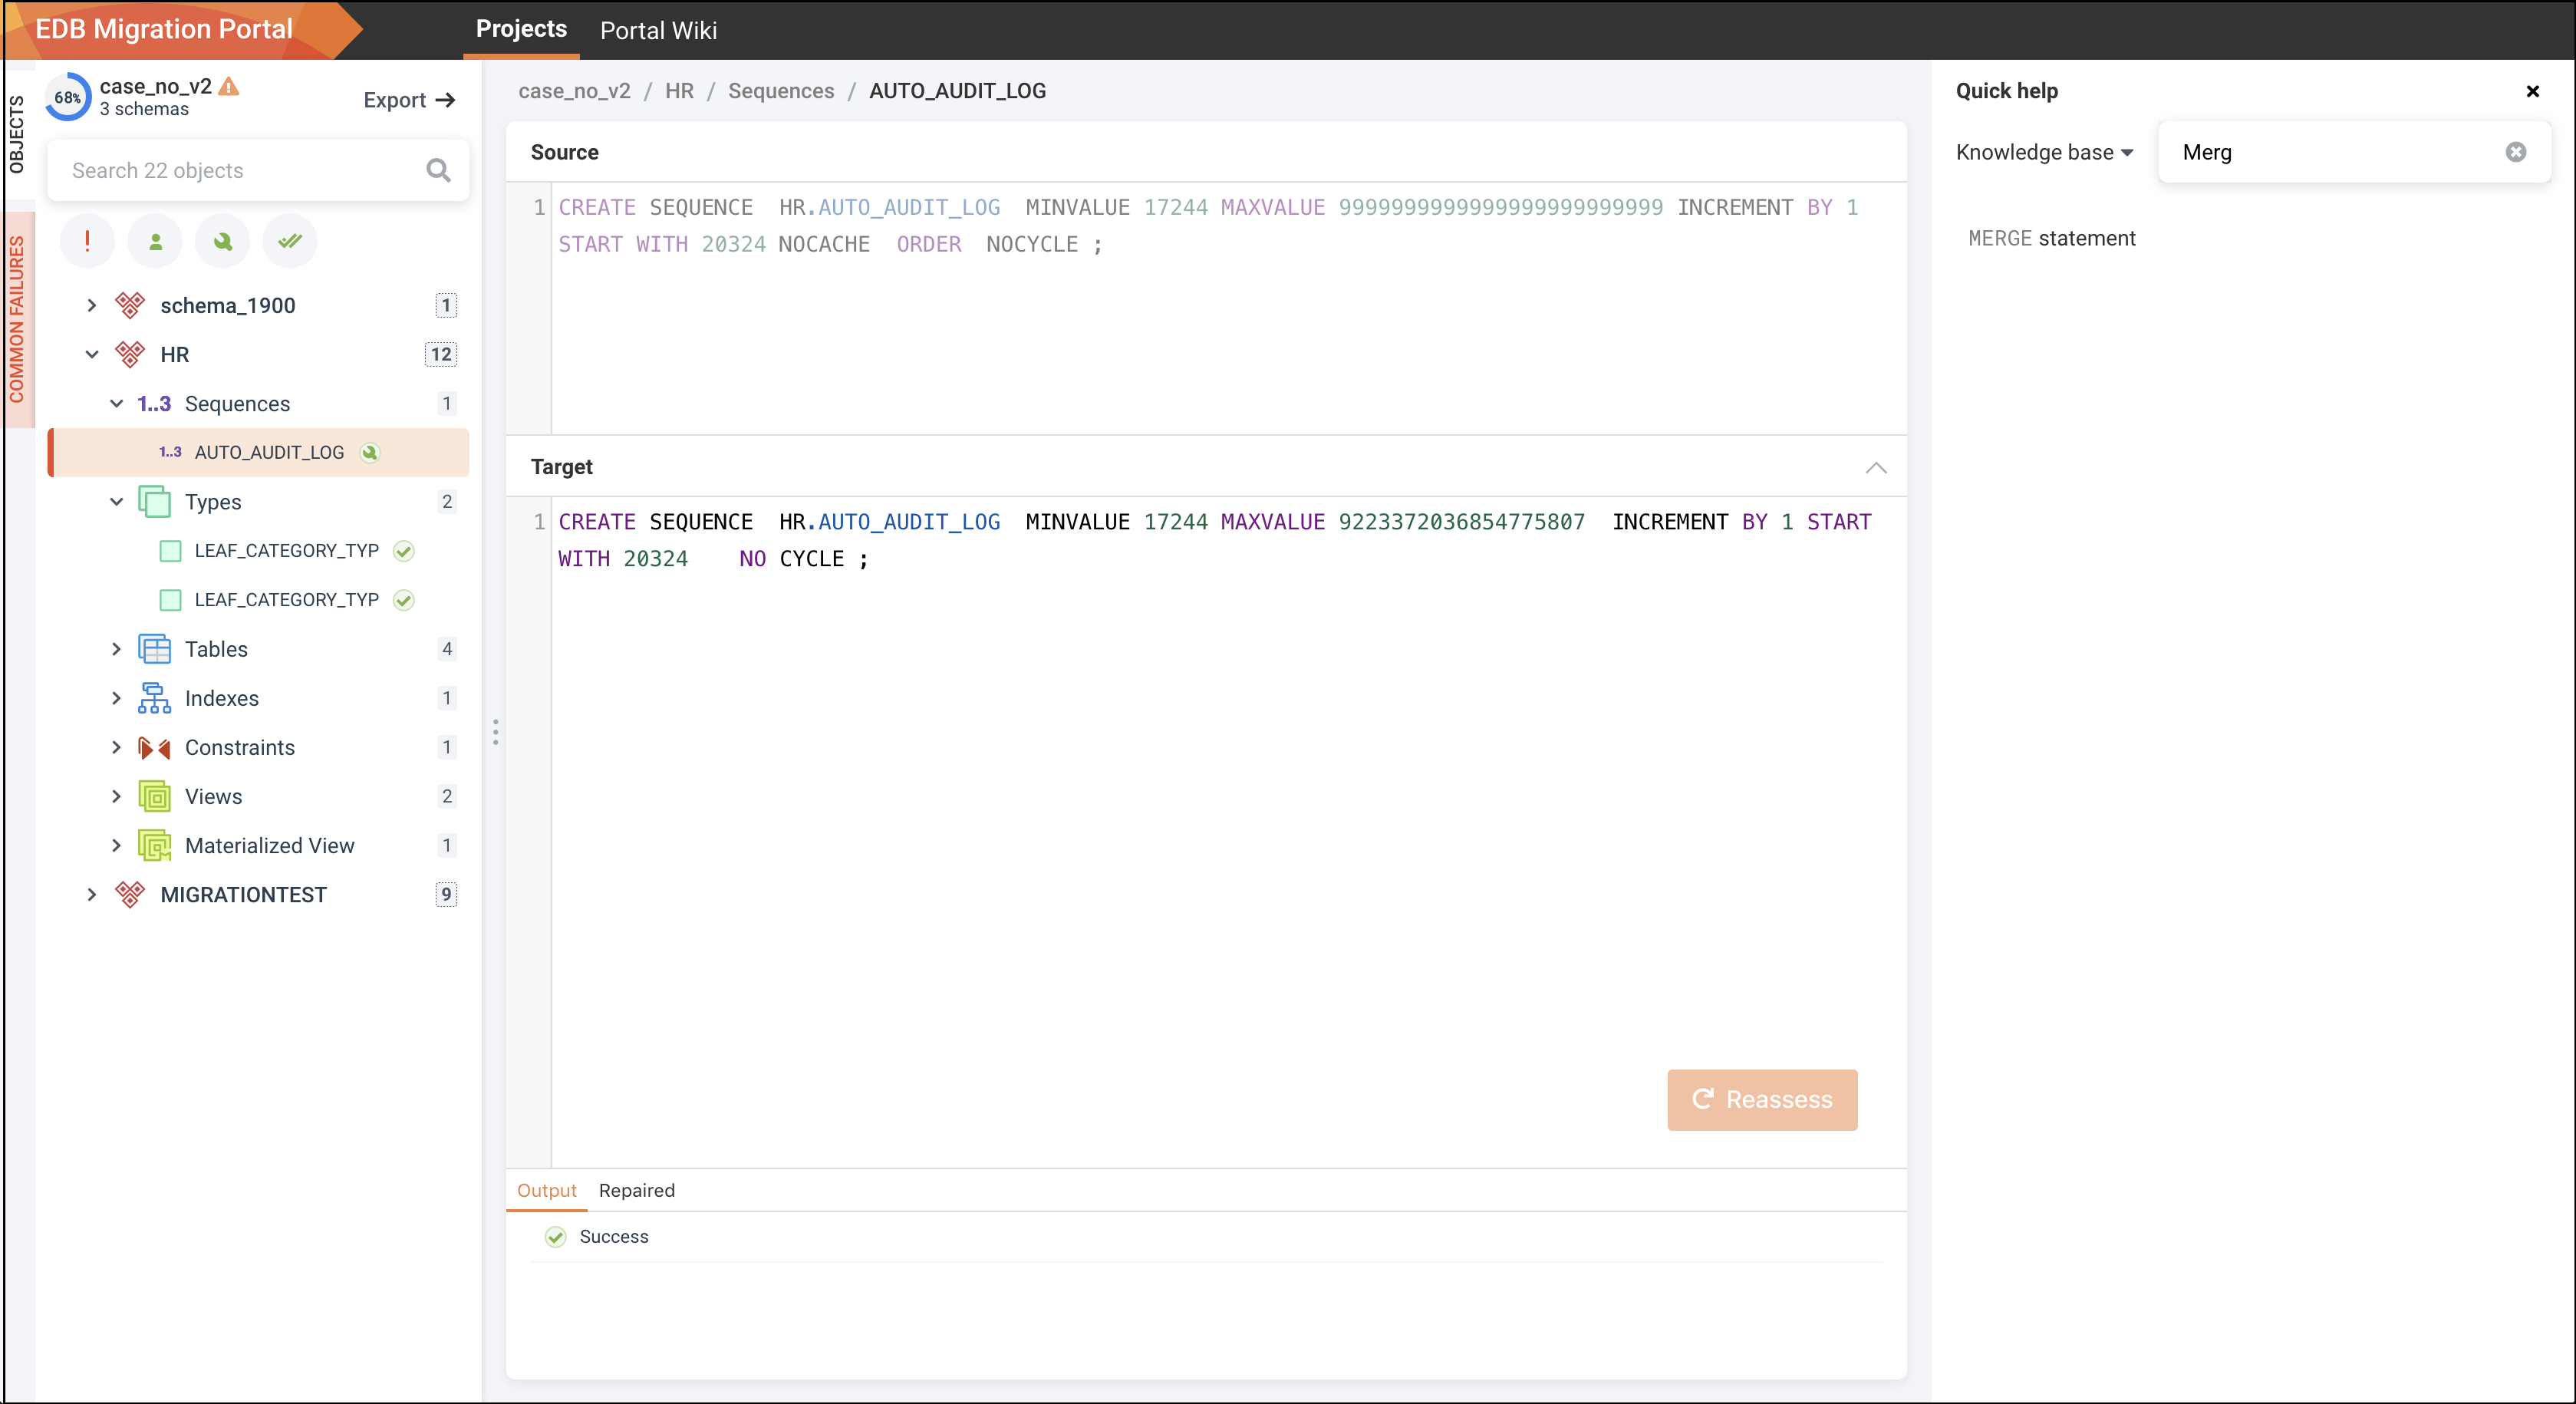 EDB Migration Portal
Projects
Portal Wiki
OBJECTS
COMMON FAILURES
68%
case_no_v2
3 schemas
Export →
Search 22 objects
schema_1900 1
HR 12
1..3 Sequences 1
1..3 AUTO_AUDIT_LOG
Types 2
LEAF_CATEGORY_TYP
LEAF_CATEGORY_TYP
Tables 4
Indexes 1
Constraints 1
Views 2
Materialized View 1
MIGRATIONTEST 9
case_no_v2 / HR / Sequences / AUTO_AUDIT_LOG
Source
1 CREATE SEQUENCE HR.AUTO_AUDIT_LOG MINVALUE 17244 MAXVALUE 9999999999999999999999999 INCREMENT BY 1
START WITH 20324 NOCACHE ORDER NOCYCLE ;
Target
1 CREATE SEQUENCE HR.AUTO_AUDIT_LOG MINVALUE 17244 MAXVALUE 9223372036854775807 INCREMENT BY 1 START
WITH 20324 NO CYCLE ;
Reassess
Output Repaired
Success
Quick help
Knowledge base
Merg
MERGE statement